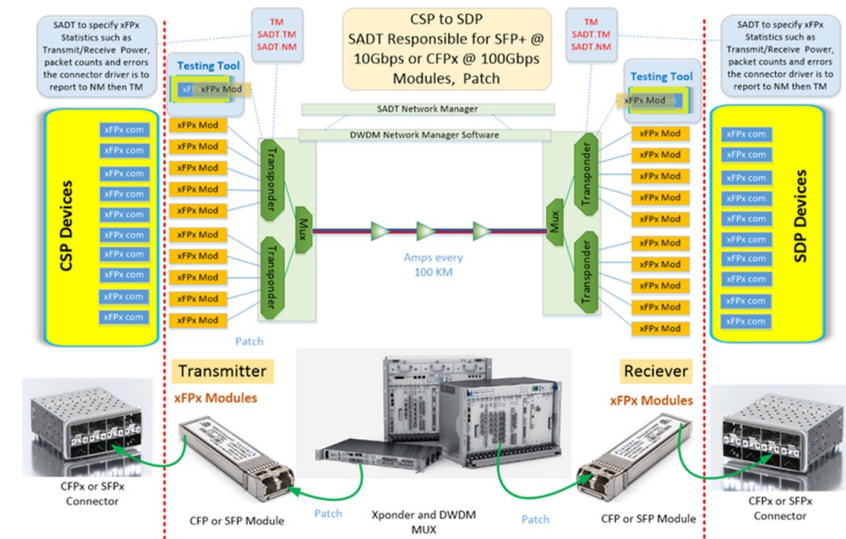 SADT to specify xFPx
Statistics such as
Transmit/Receive Power,
packet counts and errors
the connector driver is to
report to NM then TM
TM
SADT.TM
SADT.NM
CSP to SDP
SADT Responsible for SFP+ @
10Gbps or CFPx @ 100Gbps
Modules, Patch
TM
SADT.TM
SADT.NM
SADT to specify xFPx
Statistics such as
Transmit/Receive Power,
packet counts and errors
the connector driver is to
report to NM then TM
Testing Tool
xFPx Mod
Testing Tool
xFPx Mod
SADT Network Manager
DWDM Network Manager Software
CSP Devices
xFPx com
xFPx com
xFPx com
xFPx com
xFPx com
xFPx com
xFPx com
xFPx com
xFPx com
xFPx com
xFPx Mod
xFPx Mod
xFPx Mod
xFPx Mod
xFPx Mod
xFPx Mod
xFPx Mod
xFPx Mod
xFPx Mod
xFPx Mod
Transponder
Transponder
Mux
Amps every
100 KM
Mux
Transponder
Transponder
xFPx Mod
xFPx Mod
xFPx Mod
xFPx Mod
xFPx Mod
xFPx Mod
xFPx Mod
xFPx Mod
xFPx Mod
xFPx Mod
xFPx com
xFPx com
xFPx com
xFPx com
xFPx com
xFPx com
xFPx com
xFPx com
xFPx com
xFPx com
SDP Devices
Patch
Transmitter
xFPx Modules
Reciever
xFPx Modules
CFPx or SFPx
Connector
CFP or SFP Module
Patch
Xponder and DWDM
MUX
Patch
CFP or SFP Module
CFPx or SFPx
Connector